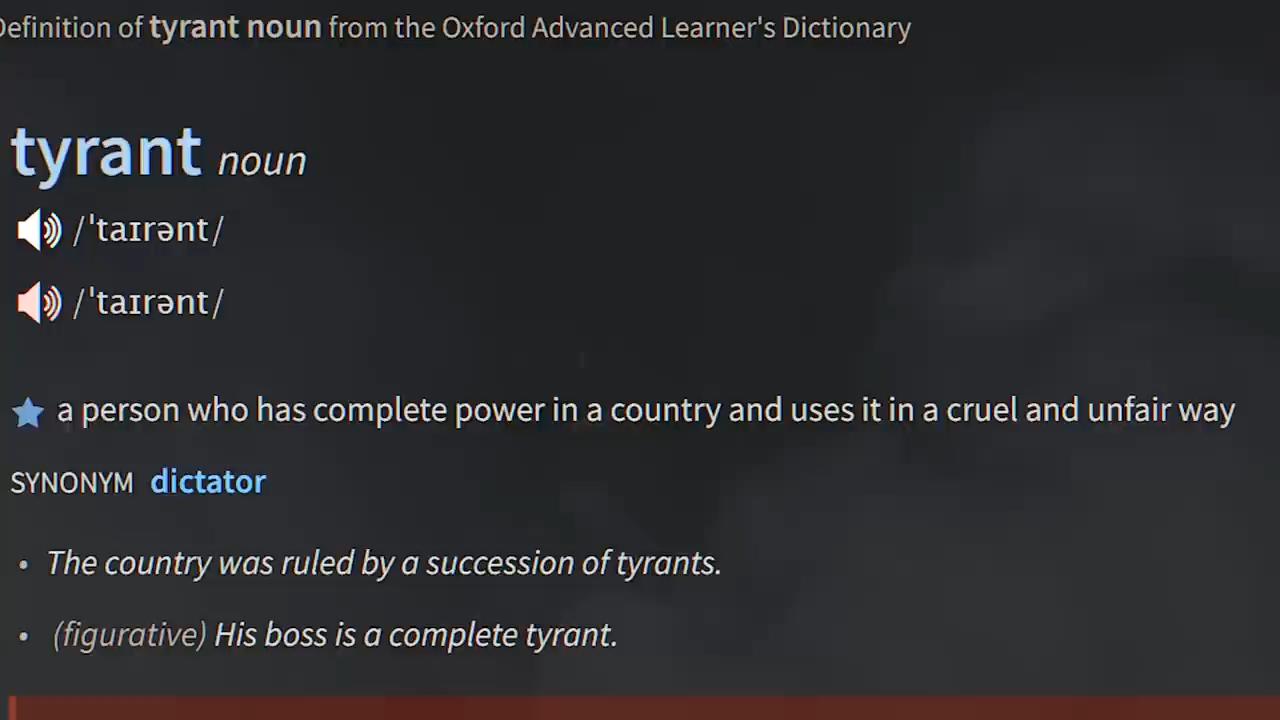 Definition of tyrant noun from the Oxford Advanced Learner's Dictionary
tyrant noun
/ˈtaɪrənt/
/ˈtaɪrənt/
a person who has complete power in a country and uses it in a cruel and unfair way
SYNONYM dictator
• The country was ruled by a succession of tyrants.
• (figurative) His boss is a complete tyrant.